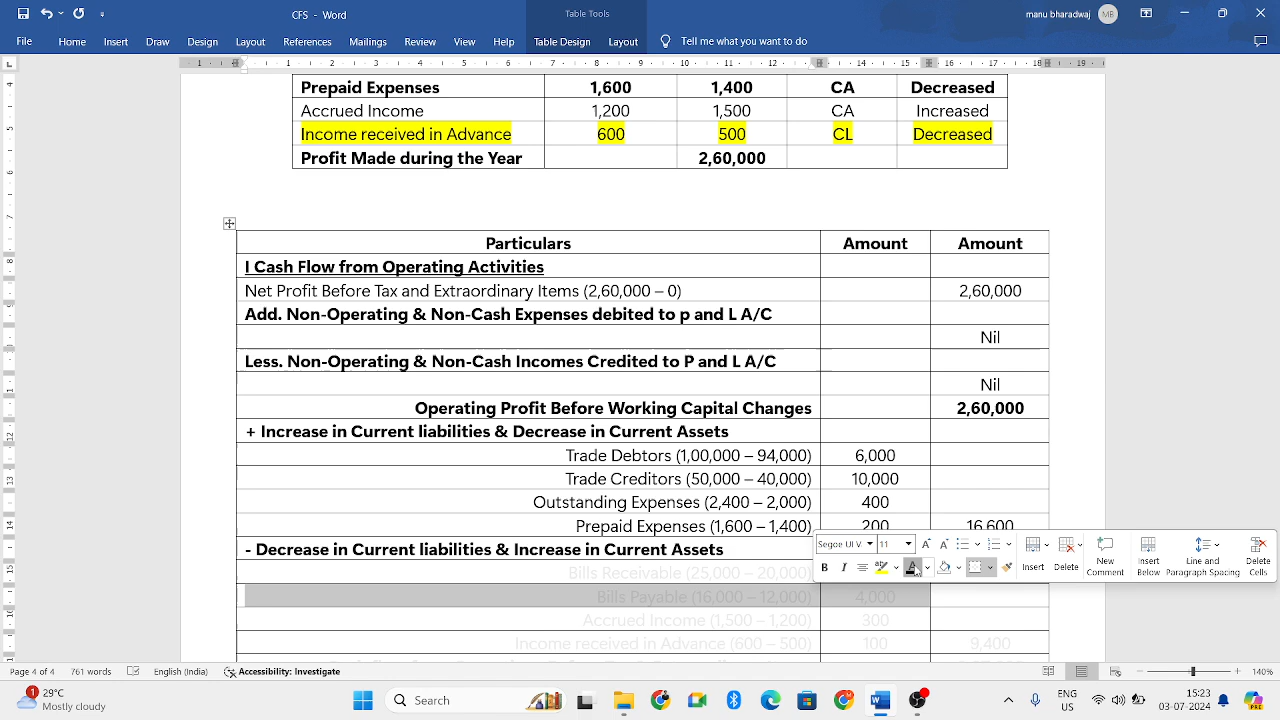 CFS - Word
Table Tools
manu bharadwaj MB
File Home Insert Draw Design Layout References Mailings Review View Help Table Design Layout Tell me what you want to do
Prepaid Expenses 1,600 1,400 CA Decreased
Accrued Income 1,200 1,500 CA Increased
Income received in Advance 600 500 CL Decreased
Profit Made during the Year 2,60,000
Particulars Amount Amount
I Cash Flow from Operating Activities
Net Profit Before Tax and Extraordinary Items (2,60,000 – 0) 2,60,000
Add. Non-Operating & Non-Cash Expenses debited to p and L A/C
Nil
Less. Non-Operating & Non-Cash Incomes Credited to P and L A/C
Nil
Operating Profit Before Working Capital Changes 2,60,000
+ Increase in Current liabilities & Decrease in Current Assets
Trade Debtors (1,00,000 – 94,000) 6,000
Trade Creditors (50,000 – 40,000) 10,000
Outstanding Expenses (2,400 – 2,000) 400
Prepaid Expenses (1,600 – 1,400) 200 16,600
- Decrease in Current liabilities & Increase in Current Assets
Bills Receivable (25,000 – 20,000)
Bills Payable (16,000 – 12,000) 4,000
Accrued Income (1,500 – 1,200) 300
Income received in Advance (600 – 500) 100 9,400
Segoe UI V 11
B I Insert Delete New Comment Insert Below Line and Paragraph Spacing Delete Cells
Page 4 of 4 761 words English (India) Accessibility: Investigate 140%
1 29°C
Mostly cloudy
Search
ENG
US
15:23
03-07-2024